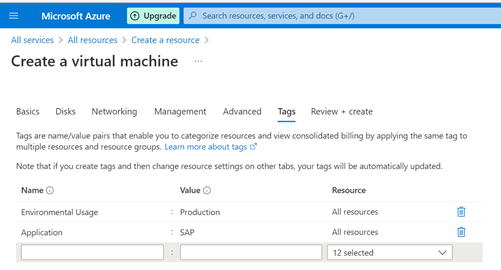 Microsoft Azure Upgrade Search resources, services, and docs (G+/)
All services > All resources > Create a resource >
Create a virtual machine ...
Basics Disks Networking Management Advanced Tags Review + create
Tags are name/value pairs that enable you to categorize resources and view consolidated billing by applying the same tag to
multiple resources and resource groups. Learn more about tags
Note that if you create tags and then change resource settings on other tabs, your tags will be automatically updated.
Name Value Resource
Environmental Usage : Production All resources
Application : SAP All resources
: 12 selected